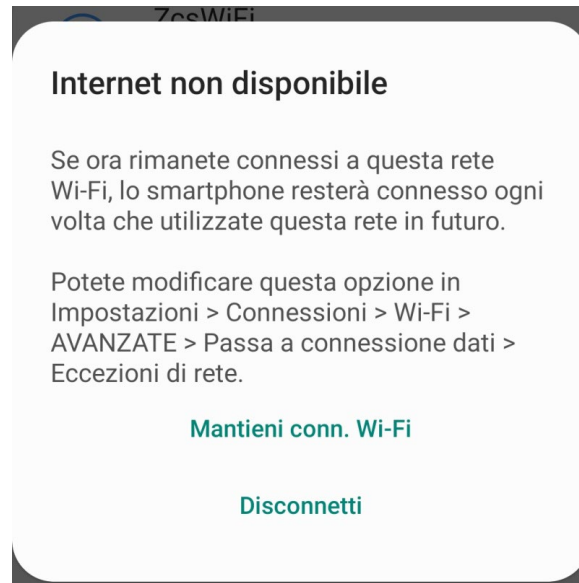 ZcsWiFi
Internet non disponibile
Se ora rimanete connessi a questa rete
Wi-Fi, lo smartphone resterà connesso ogni
volta che utilizzate questa rete in futuro.
Potete modificare questa opzione in
Impostazioni > Connessioni > Wi-Fi >
AVANZATE > Passa a connessione dati >
Eccezioni di rete.
Mantieni conn. Wi-Fi
Disconnetti